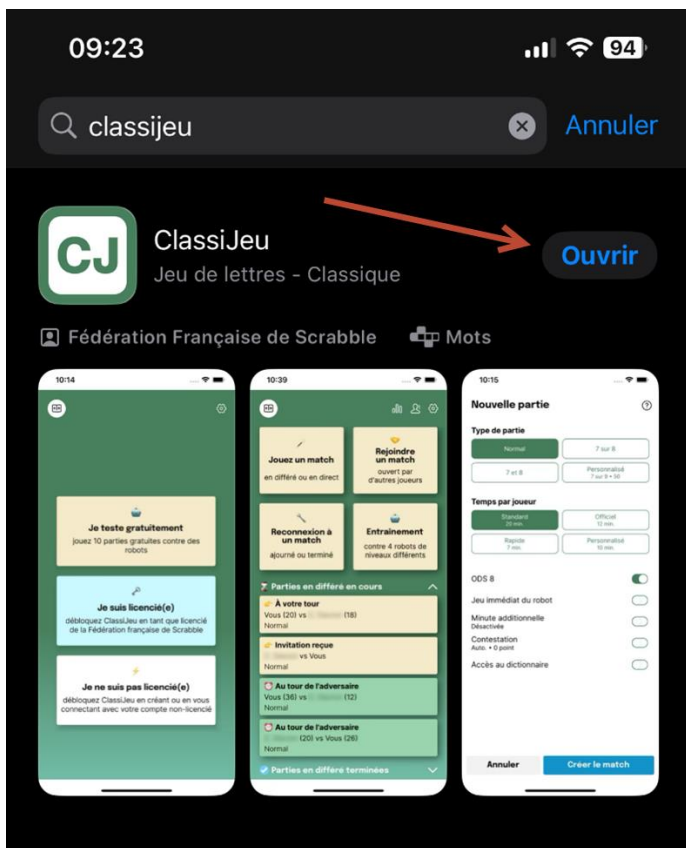 09:23
94
classijeu
Annuler
CJ
ClassiJeu
Jeu de lettres - Classique
Ouvrir
Fédération Française de Scrabble
Mots
10:14
Je teste gratuitement
jouez 10 parties gratuites contre des
robots
Je suis licencié(e)
débloquez ClassiJeu en tant que licencié
de la Fédération française de Scrabble
Je ne suis pas licencié(e)
débloquez ClassiJeu en créant ou en vous
connectant avec votre compte non-licencié
10:39
Jouez un match
en différé ou en direct
Rejoindre
un match
ouvert par
d'autres joueurs
Reconnexion à
un match
ajourné ou terminé
Entrainement
contre 4 robots de
niveaux différents
Parties en différé en cours
À votre tour
Vous (20) vs (18)
Normal
Invitation reçue
vs Vous
Normal
Au tour de l'adversaire
Vous (36) vs (12)
Normal
Au tour de l'adversaire
(20) vs Vous (26)
Normal
Parties en différé terminées
10:15
Nouvelle partie
Type de partie
Normal
7 sur 8
7 et 8
Personnalisé
7 sur 9 • 50
Temps par joueur
Standard
20 min.
Officiel
12 min.
Rapide
7 min.
Personnalisé
10 min.
ODS 8
Jeu immédiat du robot
Minute additionnelle
Désactivée
Contestation
Auto. • 0 point
Accès au dictionnaire
Annuler
Créer le match